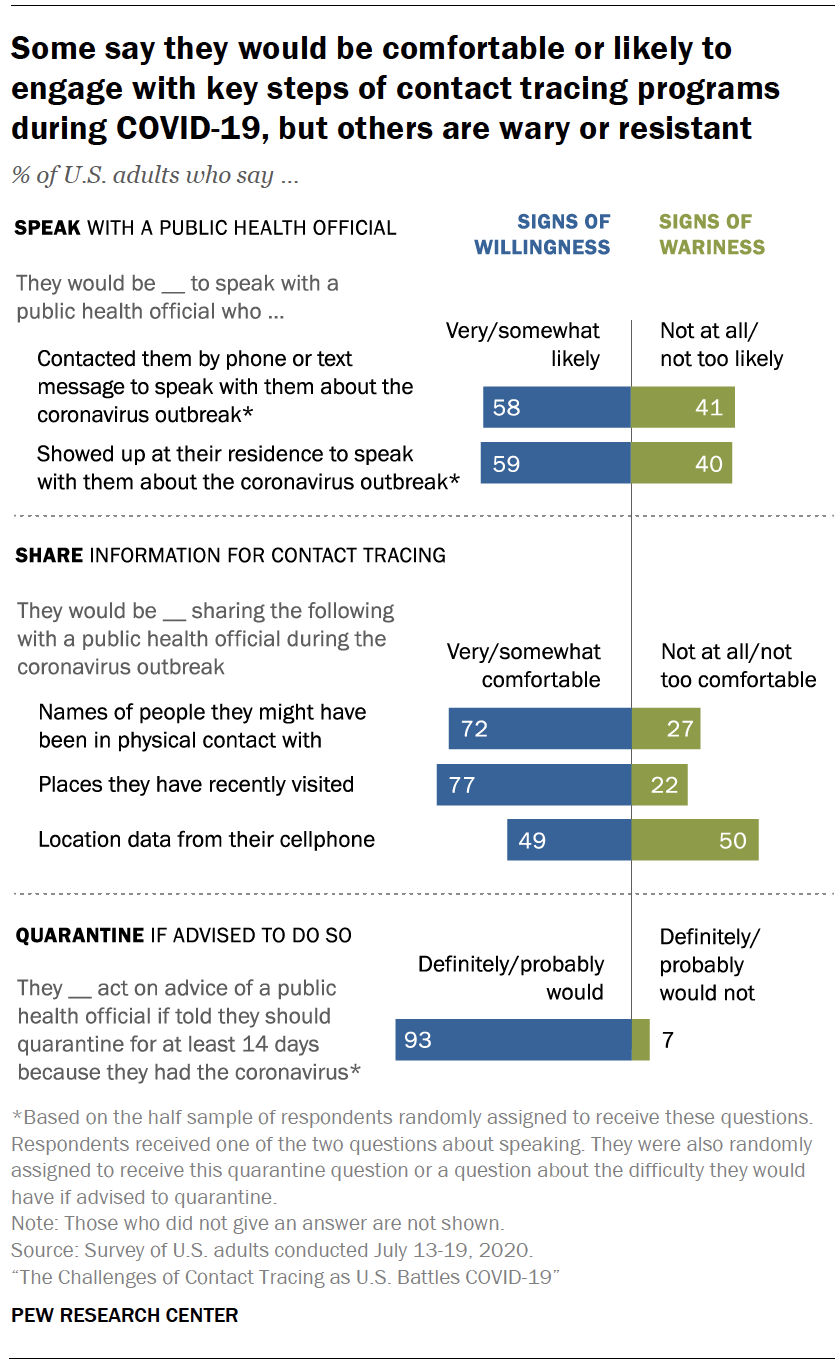 Some say they would be comfortable or likely to
engage with key steps of contact tracing programs
during COVID-19, but others are wary or resistant
% of U.S. adults who say ...
SPEAK WITH A PUBLIC HEALTH OFFICIAL
SIGNS OF
WILLINGNESS
SIGNS OF
WARINESS
They would be __ to speak with a
public health official who ...
Very/somewhat
likely
Not at all/
not too likely
Contacted them by phone or text
message to speak with them about the
coronavirus outbreak*
58
41
Showed up at their residence to speak
with them about the coronavirus outbreak*
59
40
SHARE INFORMATION FOR CONTACT TRACING
They would be __ sharing the following
with a public health official during the
coronavirus outbreak
Very/somewhat
comfortable
Not at all/not
too comfortable
Names of people they might have
been in physical contact with
72
27
Places they have recently visited
77
22
Location data from their cellphone
49
50
QUARANTINE IF ADVISED TO DO SO
Definitely/probably
would
Definitely/
probably
would not
They __ act on advice of a public
health official if told they should
quarantine for at least 14 days
because they had the coronavirus*
93
7
*Based on the half sample of respondents randomly assigned to receive these questions.
Respondents received one of the two questions about speaking. They were also randomly
assigned to receive this quarantine question or a question about the difficulty they would
have if advised to quarantine.
Note: Those who did not give an answer are not shown.
Source: Survey of U.S. adults conducted July 13-19, 2020.
“The Challenges of Contact Tracing as U.S. Battles COVID-19”
PEW RESEARCH CENTER